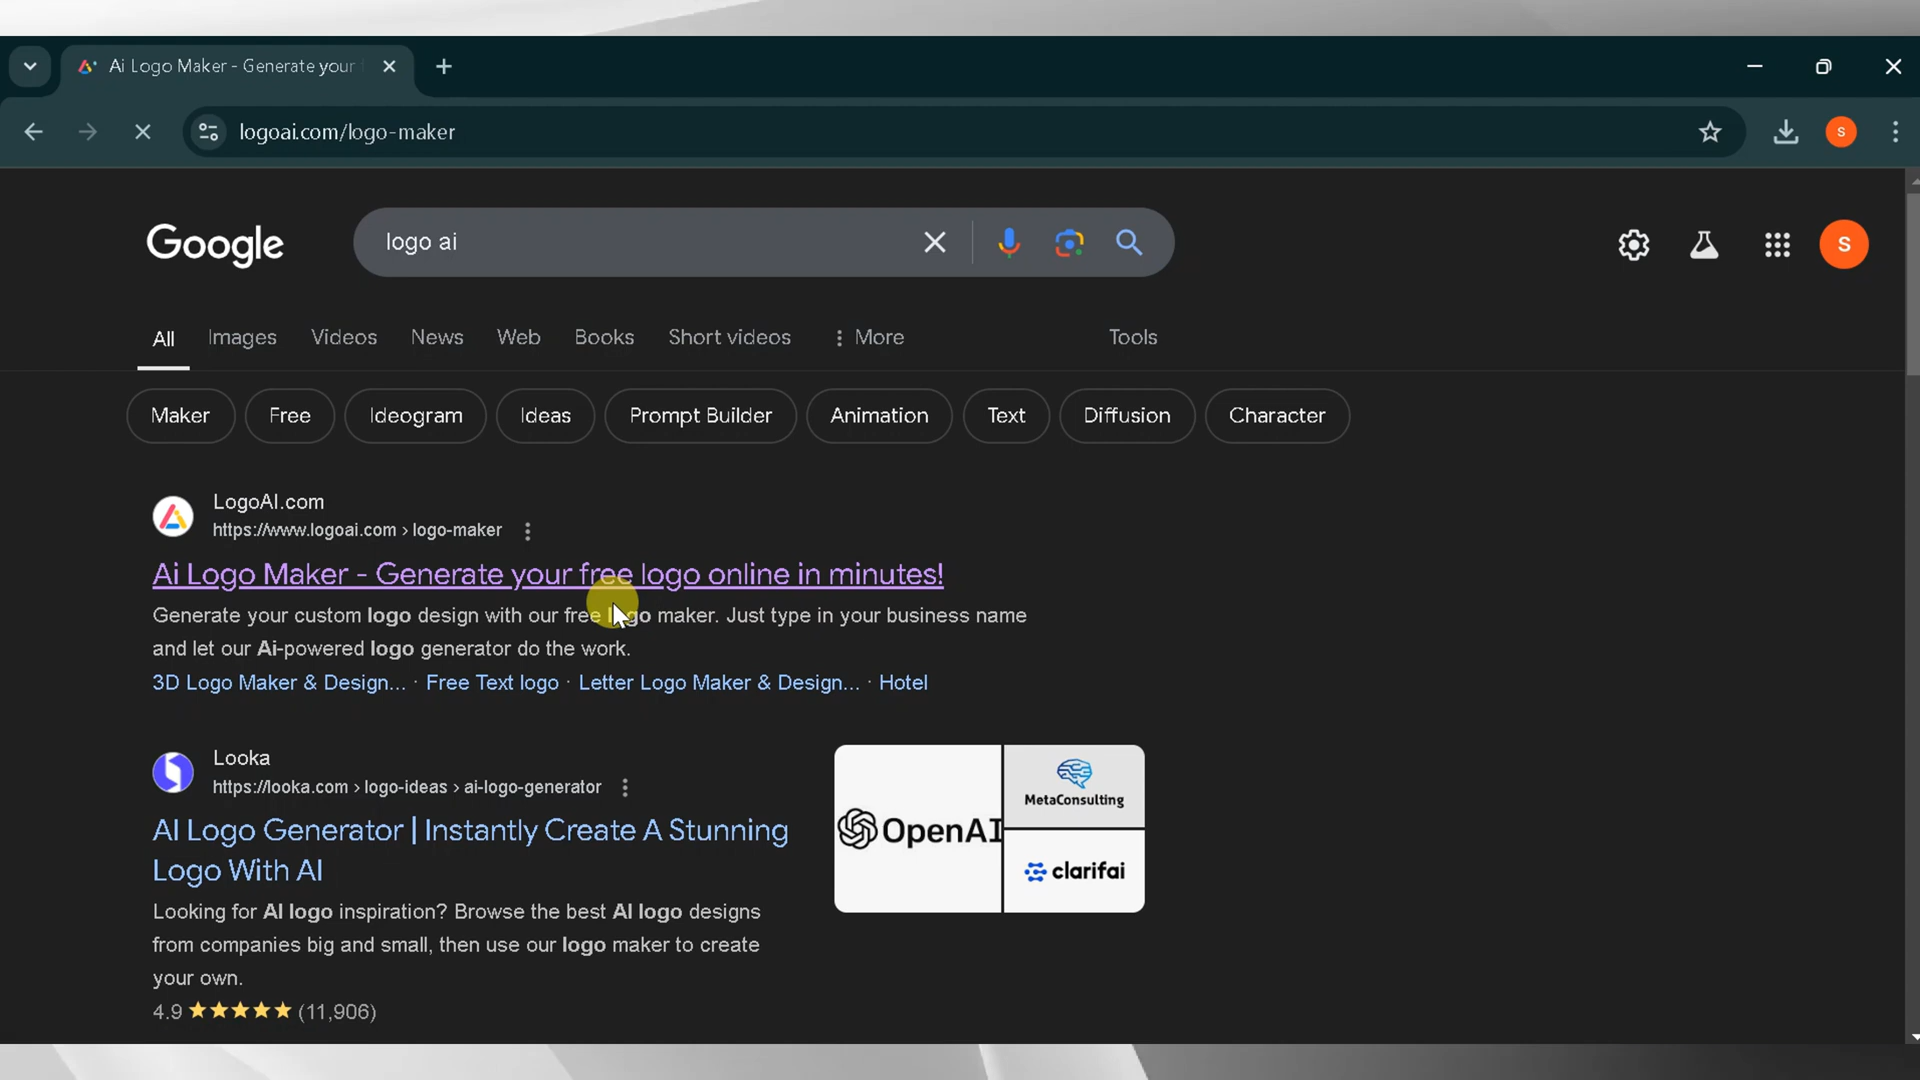 Ai Logo Maker - Generate your
logoai.com/logo-maker
S
Google
logo ai
S
All
Images
Videos
News
Web
Books
Short videos
More
Tools
Maker
Free
Ideogram
Ideas
Prompt Builder
Animation
Text
Diffusion
Character
LogoAI.com
https://www.logoai.com › logo-maker
Ai Logo Maker - Generate your free logo online in minutes!
Generate your custom logo design with our free logo maker. Just type in your business name
and let our Ai-powered logo generator do the work.
3D Logo Maker & Design... · Free Text logo · Letter Logo Maker & Design... · Hotel
Looka
https://looka.com › logo-ideas › ai-logo-generator
AI Logo Generator | Instantly Create A Stunning
Logo With AI
Looking for AI logo inspiration? Browse the best AI logo designs
from companies big and small, then use our logo maker to create
your own.
4.9 ★★★★★ (11,906)
OpenAI
MetaConsulting
clarifai